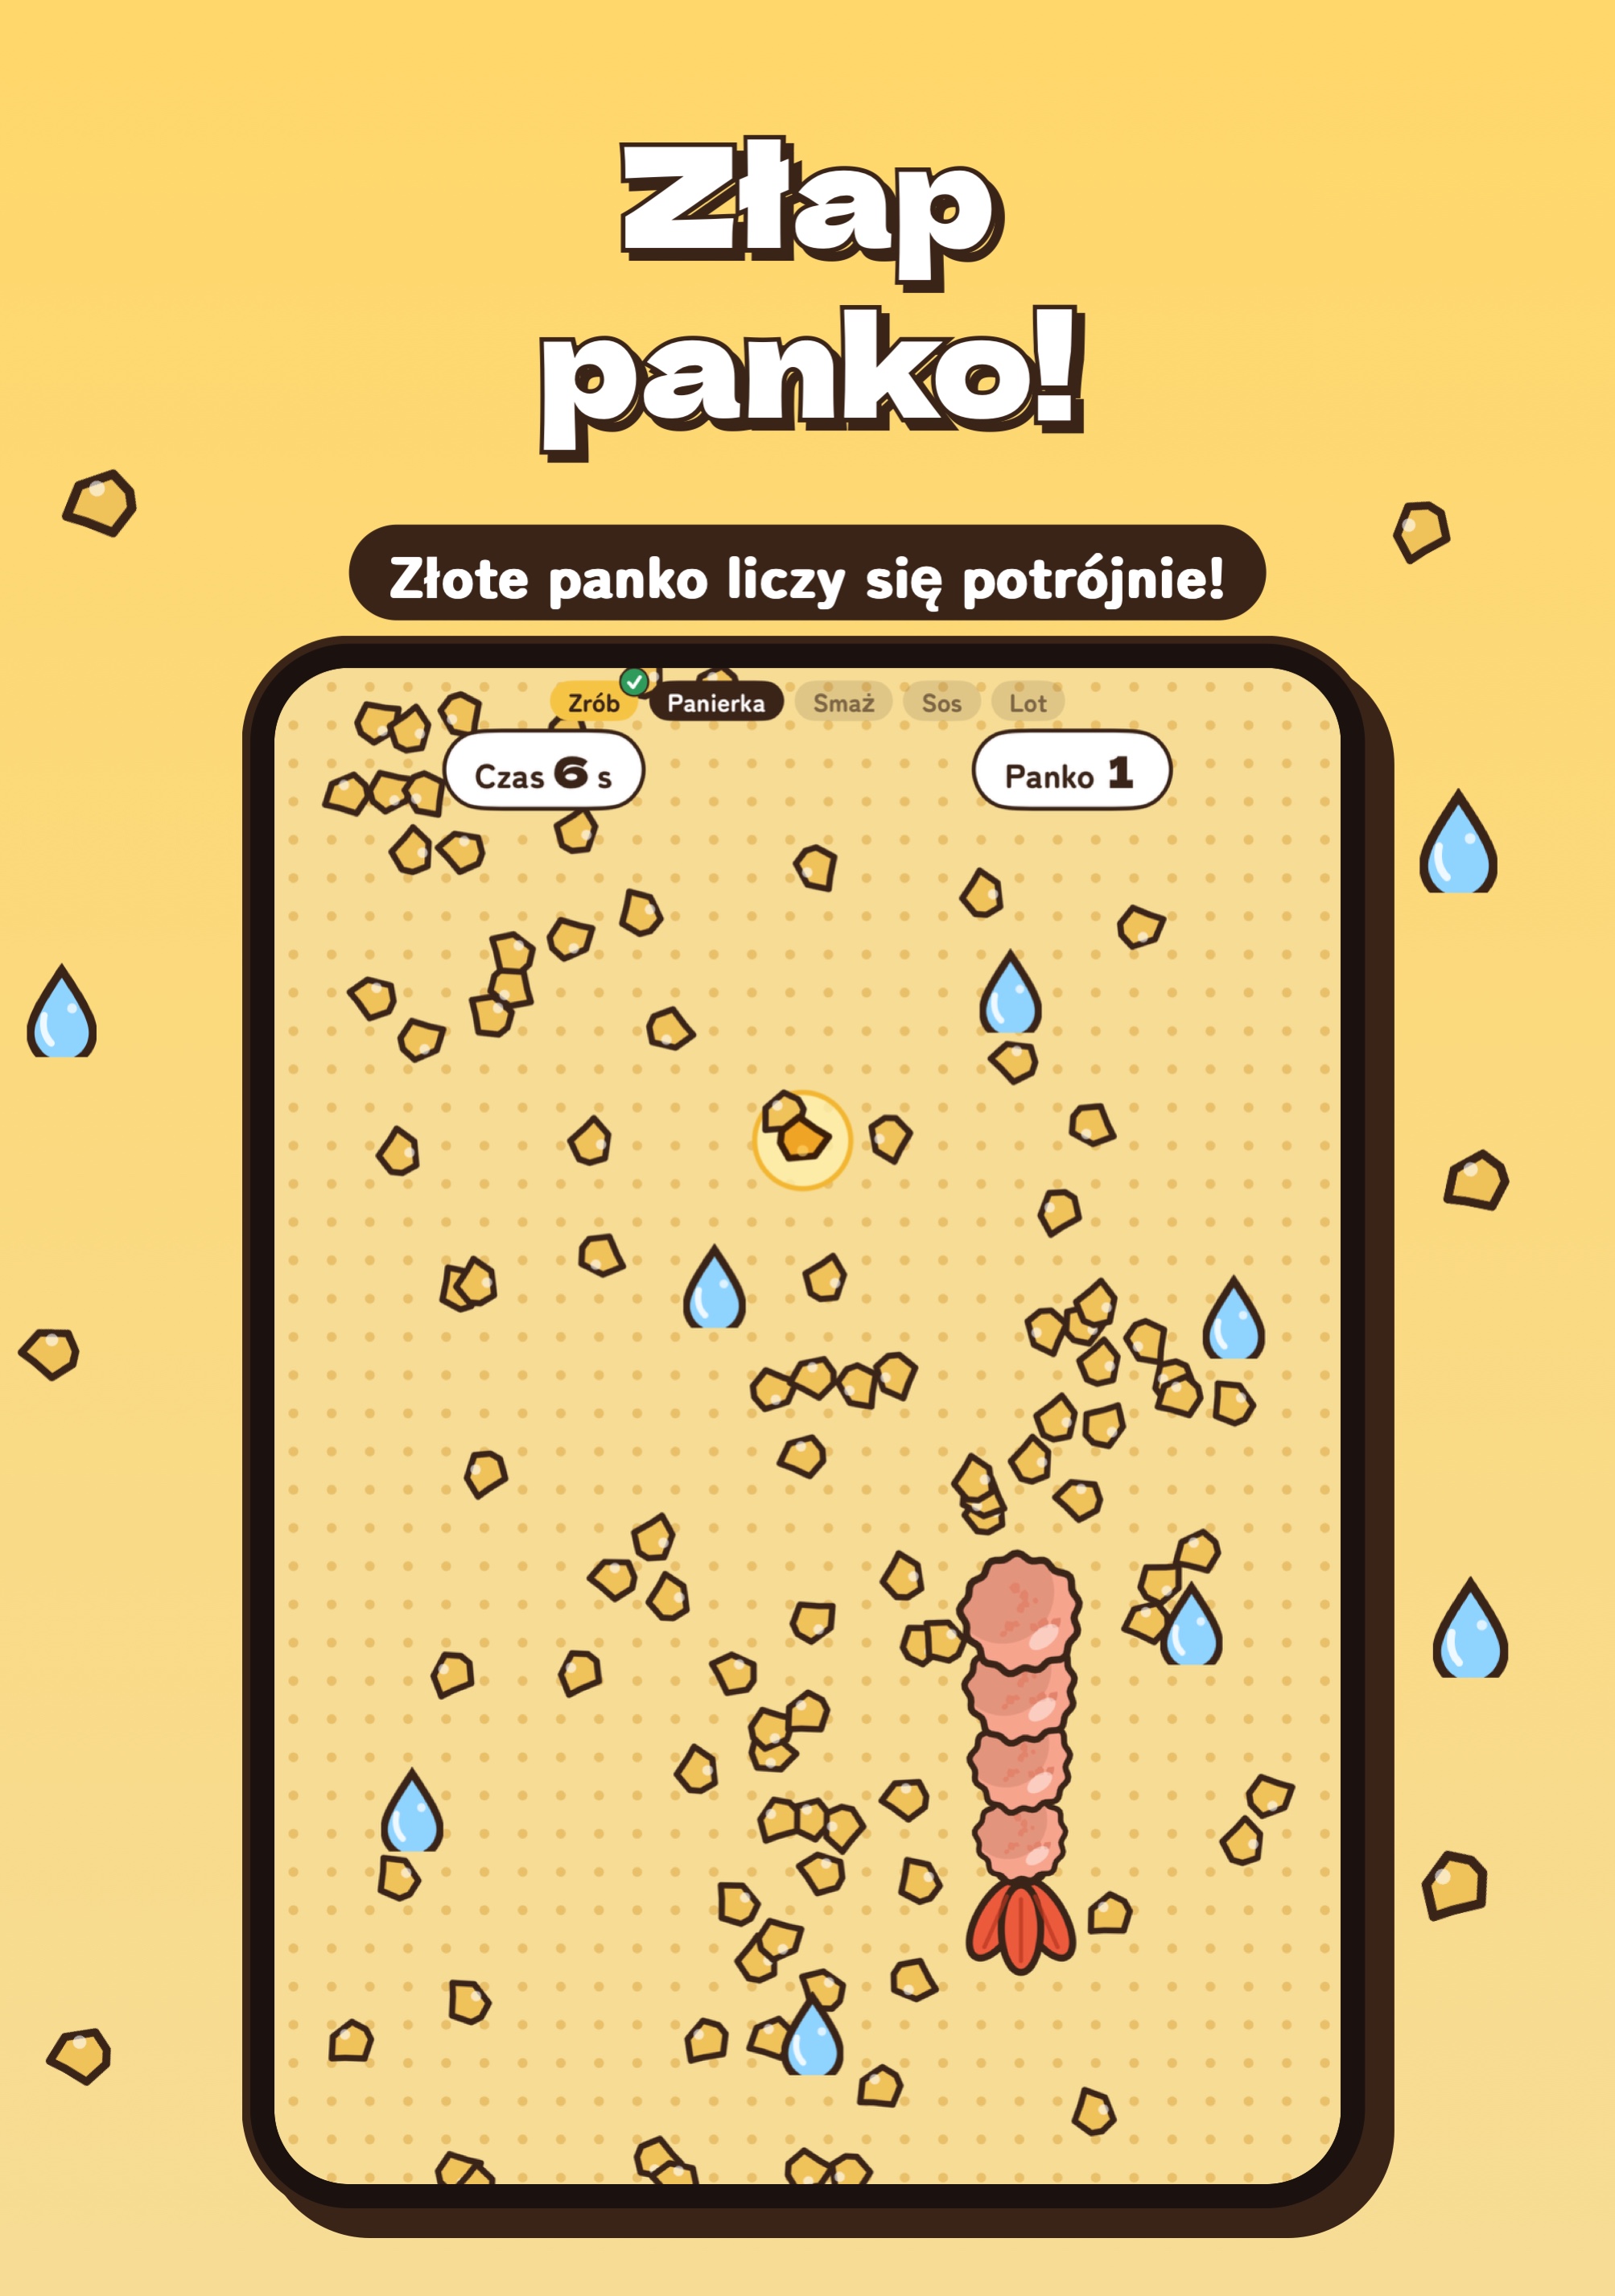 Złap
panko!
Złote panko liczy się potrójnie!
Zrób Panierka Smaż Sos Lot
Czas 6 s Panko 1